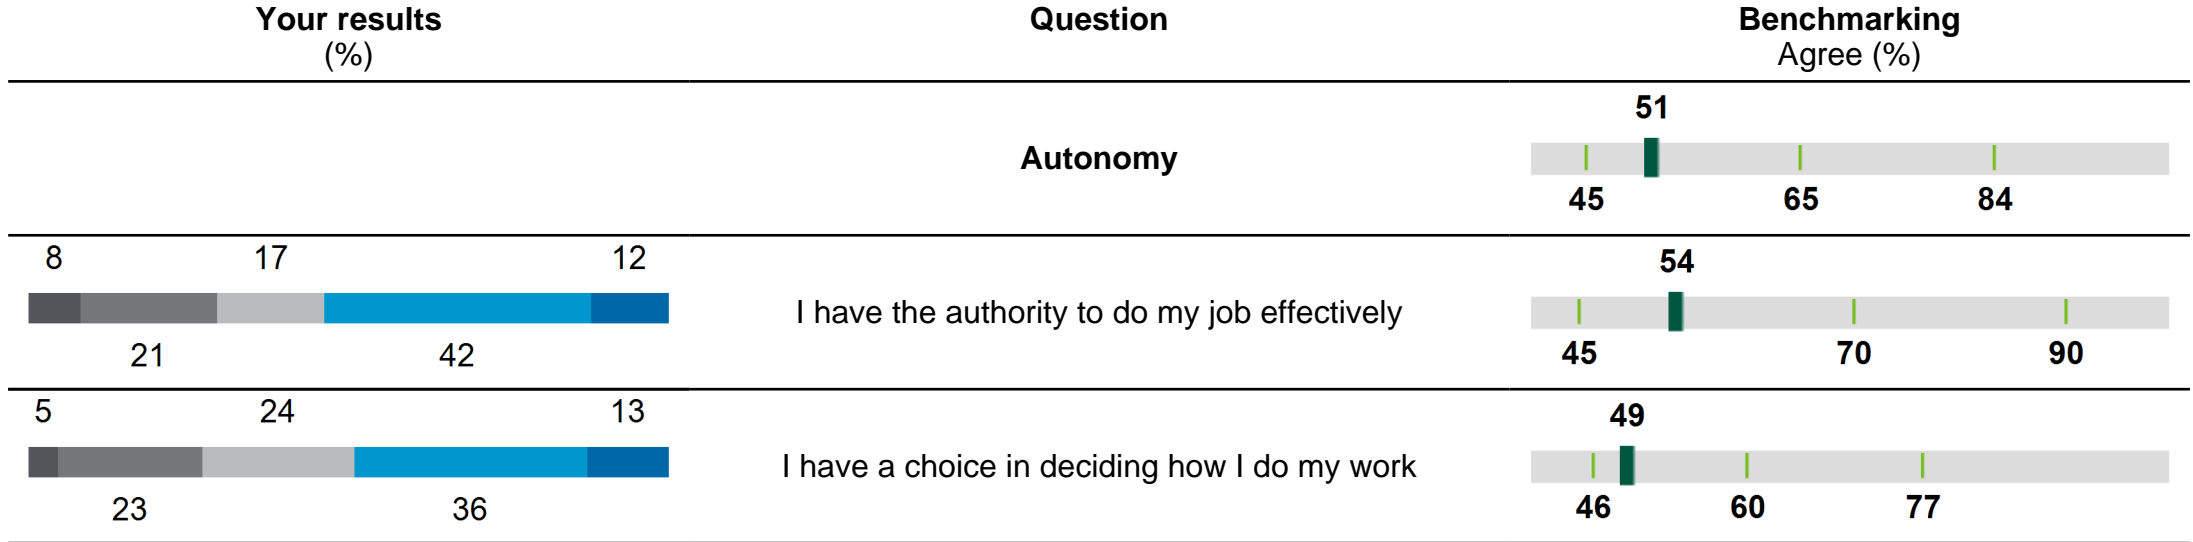 Your results Question Benchmarking
(%) Agree (%)
51
Autonomy
45 65 84
8 17 12 54
I have the authority to do my job effectively
21 42 45 70 90
5 24 13 49
I have a choice in deciding how I do my work
23 36 46 60 77